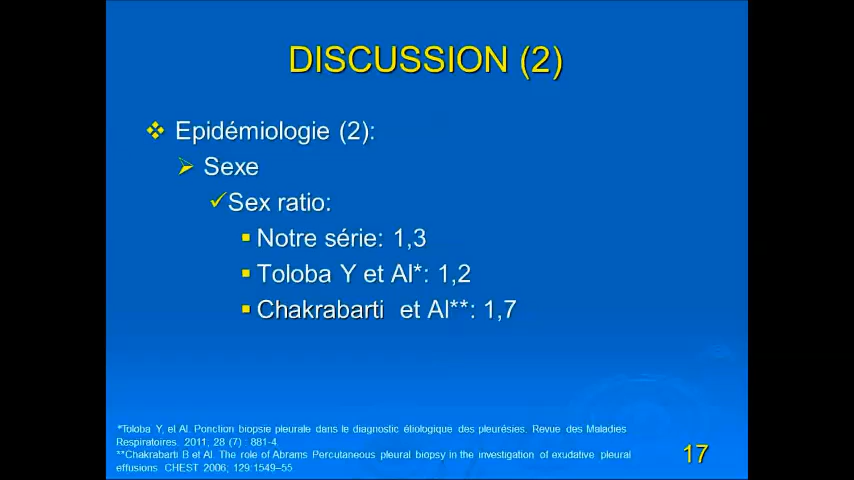 DISCUSSION (2)
Epidémiologie (2):
Sexe
Sex ratio:
Notre série: 1,3
Toloba Y et Al*: 1,2
Chakrabarti et Al**: 1,7
*Toloba Y, et Al. Ponction biopsie pleurale dans le diagnostic étiologique des pleurésies. Revue des Maladies
Respiratoires. 2011; 28 (7) : 881-4.
**Chakrabarti B et Al. The role of Abrams Percutaneous pleural biopsy in the investigation of exudative pleural
effusions. CHEST 2006; 129:1549–55
17